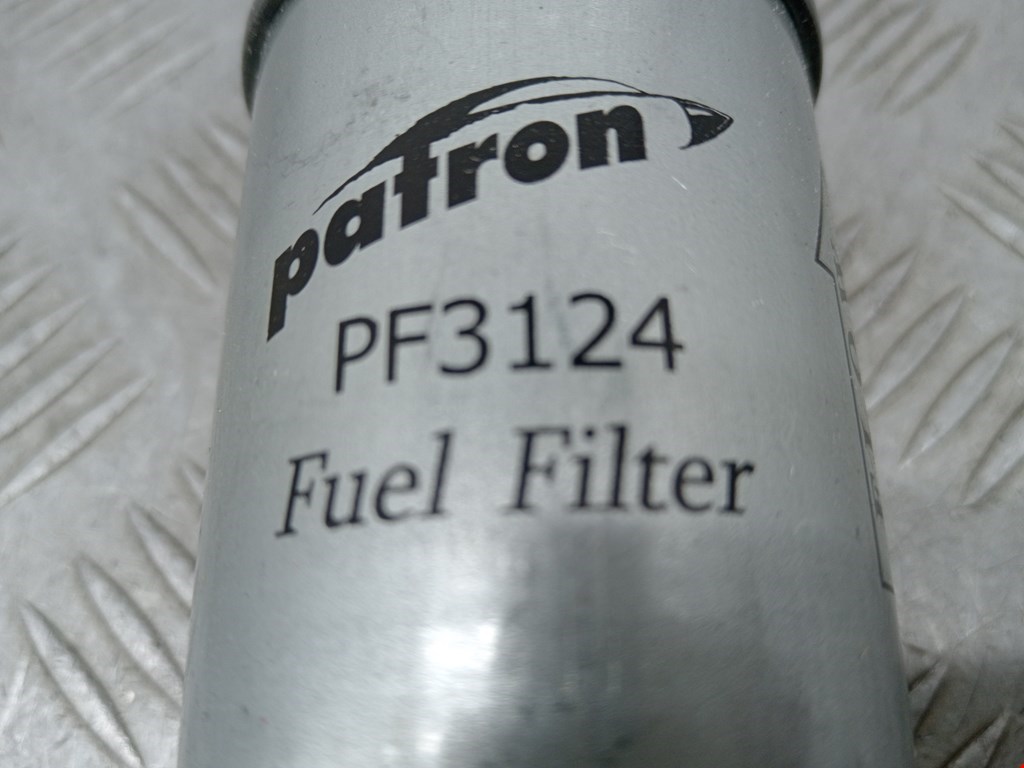 patron
PF3124
Fuel Filter